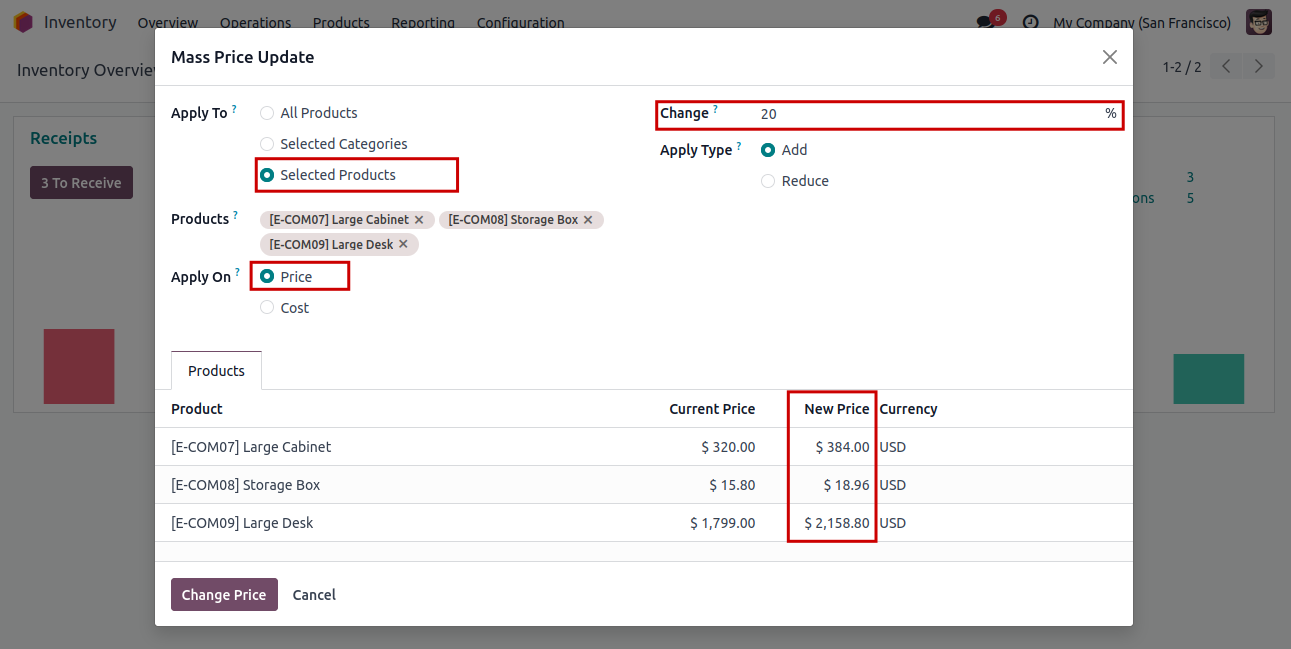 Inventory Overview Operations Products Reporting Configuration 6 My Company (San Francisco)
Inventory Overview 1-2 / 2
Mass Price Update
Receipts
3 To Receive
3
ons 5
Apply To ? All Products
Selected Categories
Selected Products
Change ? 20 %
Apply Type ? Add
Reduce
Products ? [E-COM07] Large Cabinet × [E-COM08] Storage Box ×
[E-COM09] Large Desk ×
Apply On ? Price
Cost
Products
Product Current Price New Price Currency
[E-COM07] Large Cabinet $ 320.00 $ 384.00 USD
[E-COM08] Storage Box $ 15.80 $ 18.96 USD
[E-COM09] Large Desk $ 1,799.00 $ 2,158.80 USD
Change Price Cancel